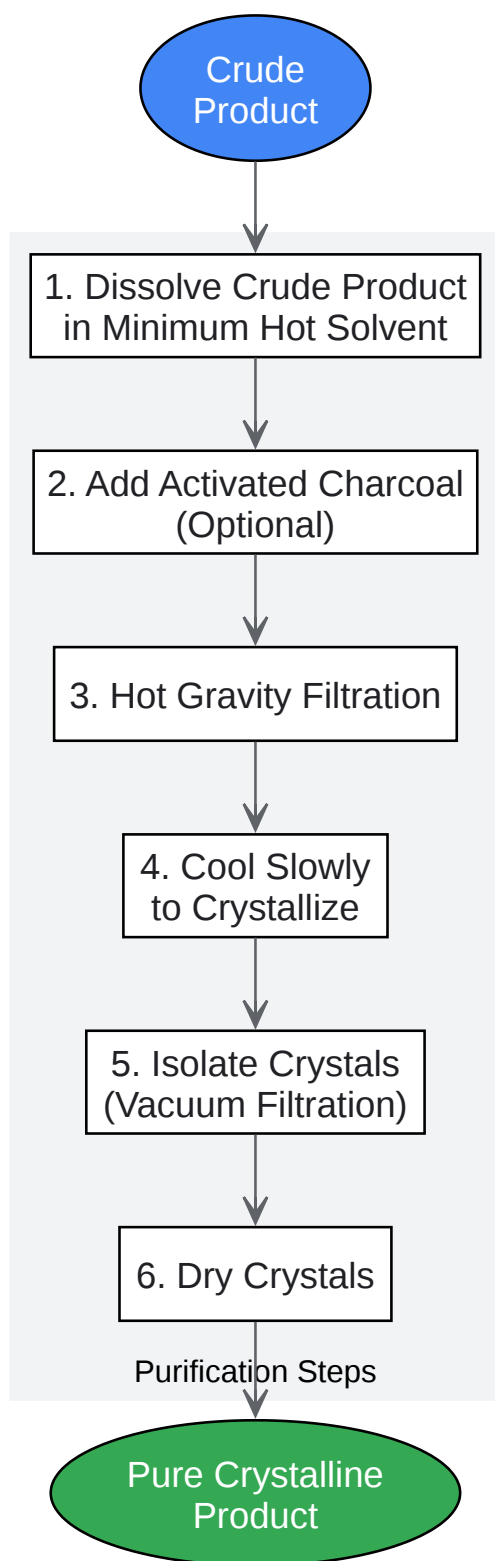 Crude
Product
1. Dissolve Crude Product
in Minimum Hot Solvent
2. Add Activated Charcoal
(Optional)
3. Hot Gravity Filtration
4. Cool Slowly
to Crystallize
5. Isolate Crystals
(Vacuum Filtration)
6. Dry Crystals
Purification Steps
Pure Crystalline
Product